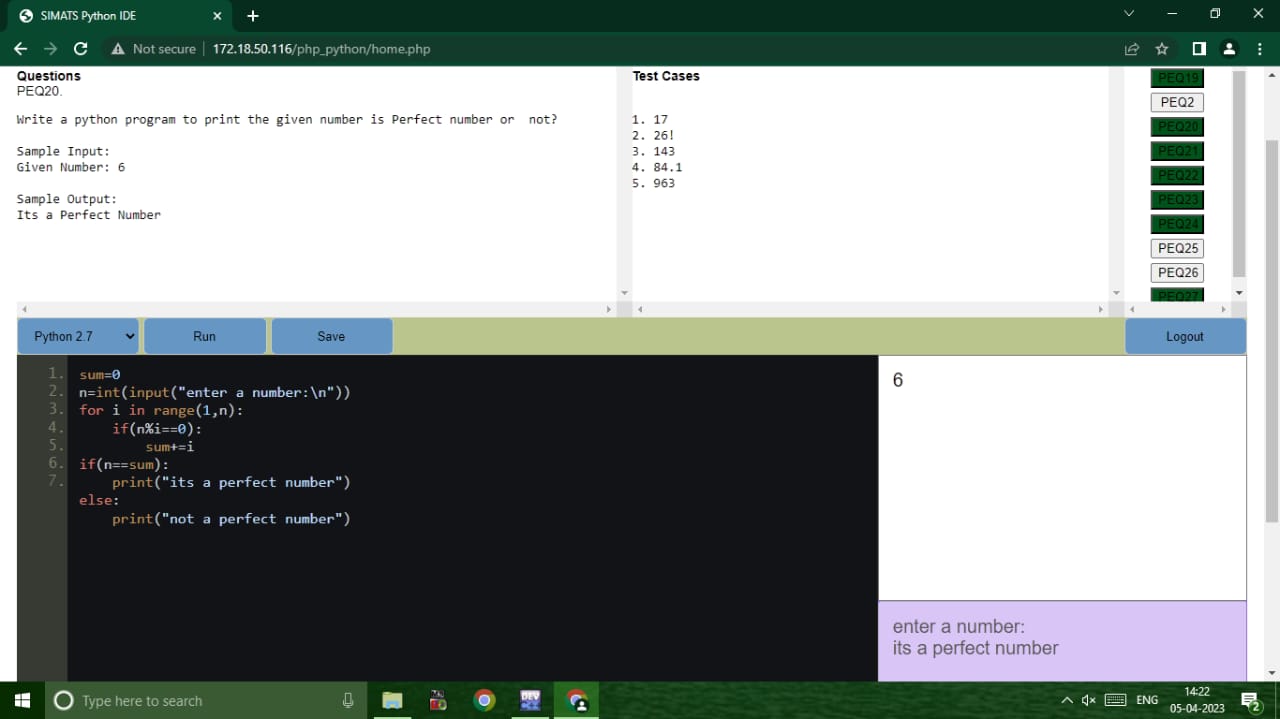 SIMATS Python IDE
Not secure
172.18.50.116/php_python/home.php
Questions
PEQ20.
Write a python program to print the given number is Perfect number or  not?
Sample Input:
Given Number: 6
Sample Output:
Its a Perfect Number
Test Cases
1. 17
2. 26!
3. 143
4. 84.1
5. 963
PEQ19
PEQ2
PEQ20
PEQ21
PEQ22
PEQ23
PEQ24
PEQ25
PEQ26
PEQ27
Python 2.7
Run
Save
Logout
1. sum=0
2. n=int(input("enter a number:\n"))
3. for i in range(1,n):
4.     if(n%i==0):
5.         sum+=i
6. if(n==sum):
7.     print("its a perfect number")
else:
    print("not a perfect number")
6
enter a number:
its a perfect number
Type here to search
DEV
ENG
14:22
05-04-2023
2